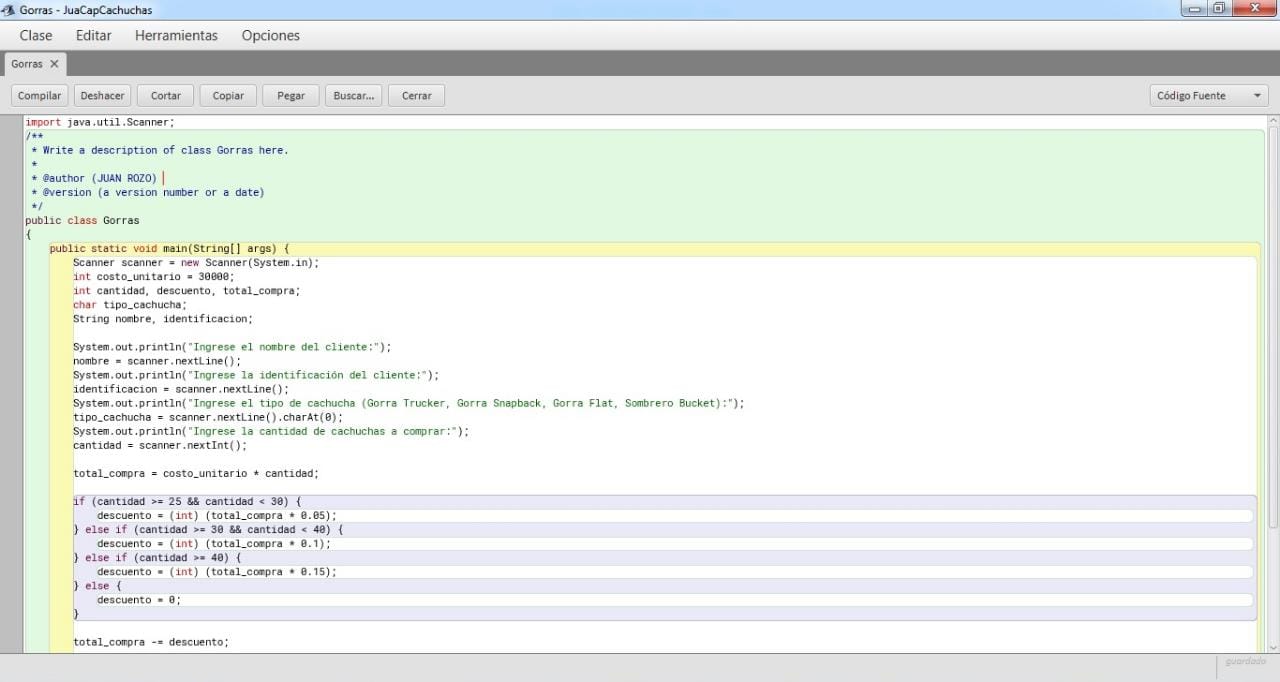 Gorras - JuaCapCachuchas
Clase Editar Herramientas Opciones
Gorras
Compilar Deshacer Cortar Copiar Pegar Buscar... Cerrar Código Fuente
import java.util.Scanner;
/**
 * Write a description of class Gorras here.
 *
 * @author (JUAN ROZO)
 * @version (a version number or a date)
 */
public class Gorras
{
    public static void main(String[] args) {
        Scanner scanner = new Scanner(System.in);
        int costo_unitario = 30000;
        int cantidad, descuento, total_compra;
        char tipo_cachucha;
        String nombre, identificacion;

        System.out.println("Ingrese el nombre del cliente:");
        nombre = scanner.nextLine();
        System.out.println("Ingrese la identificación del cliente:");
        identificacion = scanner.nextLine();
        System.out.println("Ingrese el tipo de cachucha (Gorra Trucker, Gorra Snapback, Gorra Flat, Sombrero Bucket):");
        tipo_cachucha = scanner.nextLine().charAt(0);
        System.out.println("Ingrese la cantidad de cachuchas a comprar:");
        cantidad = scanner.nextInt();

        total_compra = costo_unitario * cantidad;

        if (cantidad >= 25 && cantidad < 30) {
            descuento = (int) (total_compra * 0.05);
        } else if (cantidad >= 30 && cantidad < 40) {
            descuento = (int) (total_compra * 0.1);
        } else if (cantidad >= 40) {
            descuento = (int) (total_compra * 0.15);
        } else {
            descuento = 0;
        }

        total_compra -= descuento;
guardado